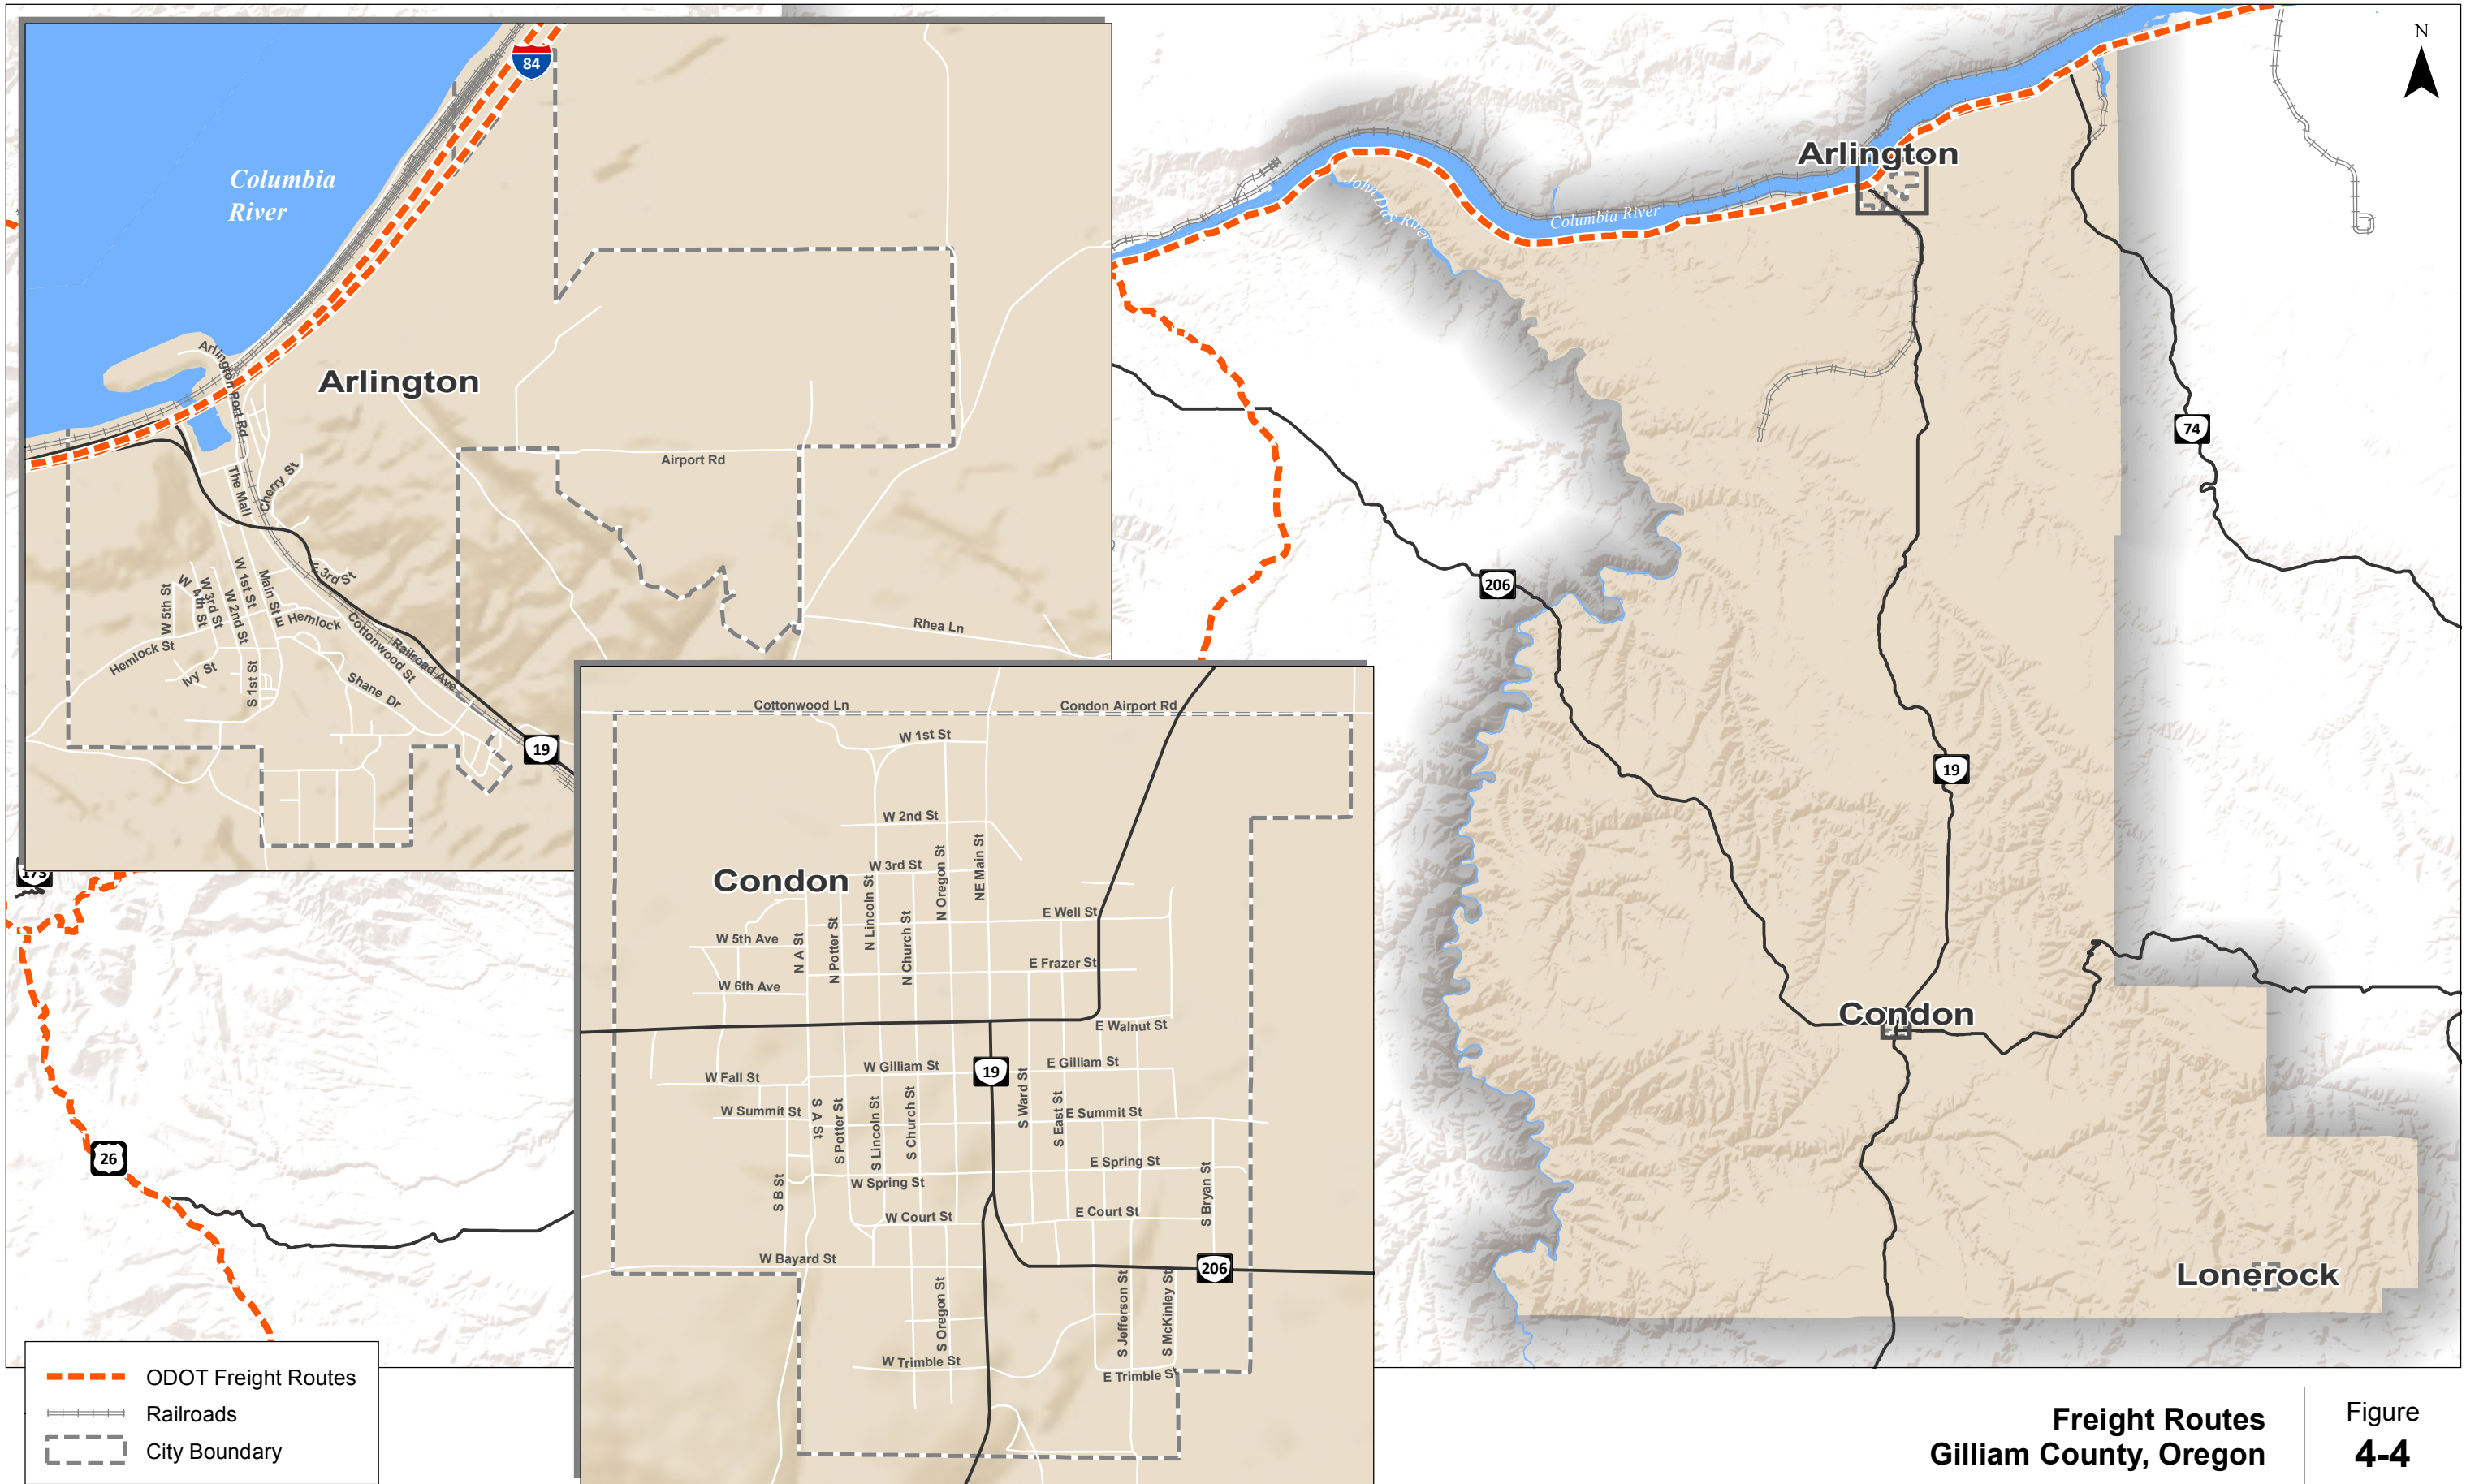 84
Columbia
River
Arlington
Arlington Port Rd
The Mall
Cherry St
Airport Rd
Rhea Ln
E 3rd St
W 5th St
W 4th St
W 3rd St
W 2nd St
W 1st St
Main St
E Hemlock
Cottonwood St
Railroad Ave
Hemlock St
Ivy St
S 1st St
Shane Dr
19
N
Arlington
John Day River
Columbia River
74
206
19
Condon
Lonerock
173
26
Cottonwood Ln
Condon Airport Rd
W 1st St
W 2nd St
W 3rd St
Condon
N Lincoln St
N Oregon St
NE Main St
E Well St
W 5th Ave
N A St
N Potter St
N Church St
E Frazer St
W 6th Ave
E Walnut St
W Gilliam St
E Gilliam St
19
W Fall St
W Summit St
S A St
S Potter St
S Lincoln St
S Church St
S Ward St
S East St
E Summit St
E Spring St
W Spring St
S B St
S Bryan St
W Court St
E Court St
W Bayard St
206
S Oregon St
S Jefferson St
S McKinley St
W Trimble St
E Trimble St
ODOT Freight Routes
Railroads
City Boundary
Freight Routes
Gilliam County, Oregon
Figure
4-4